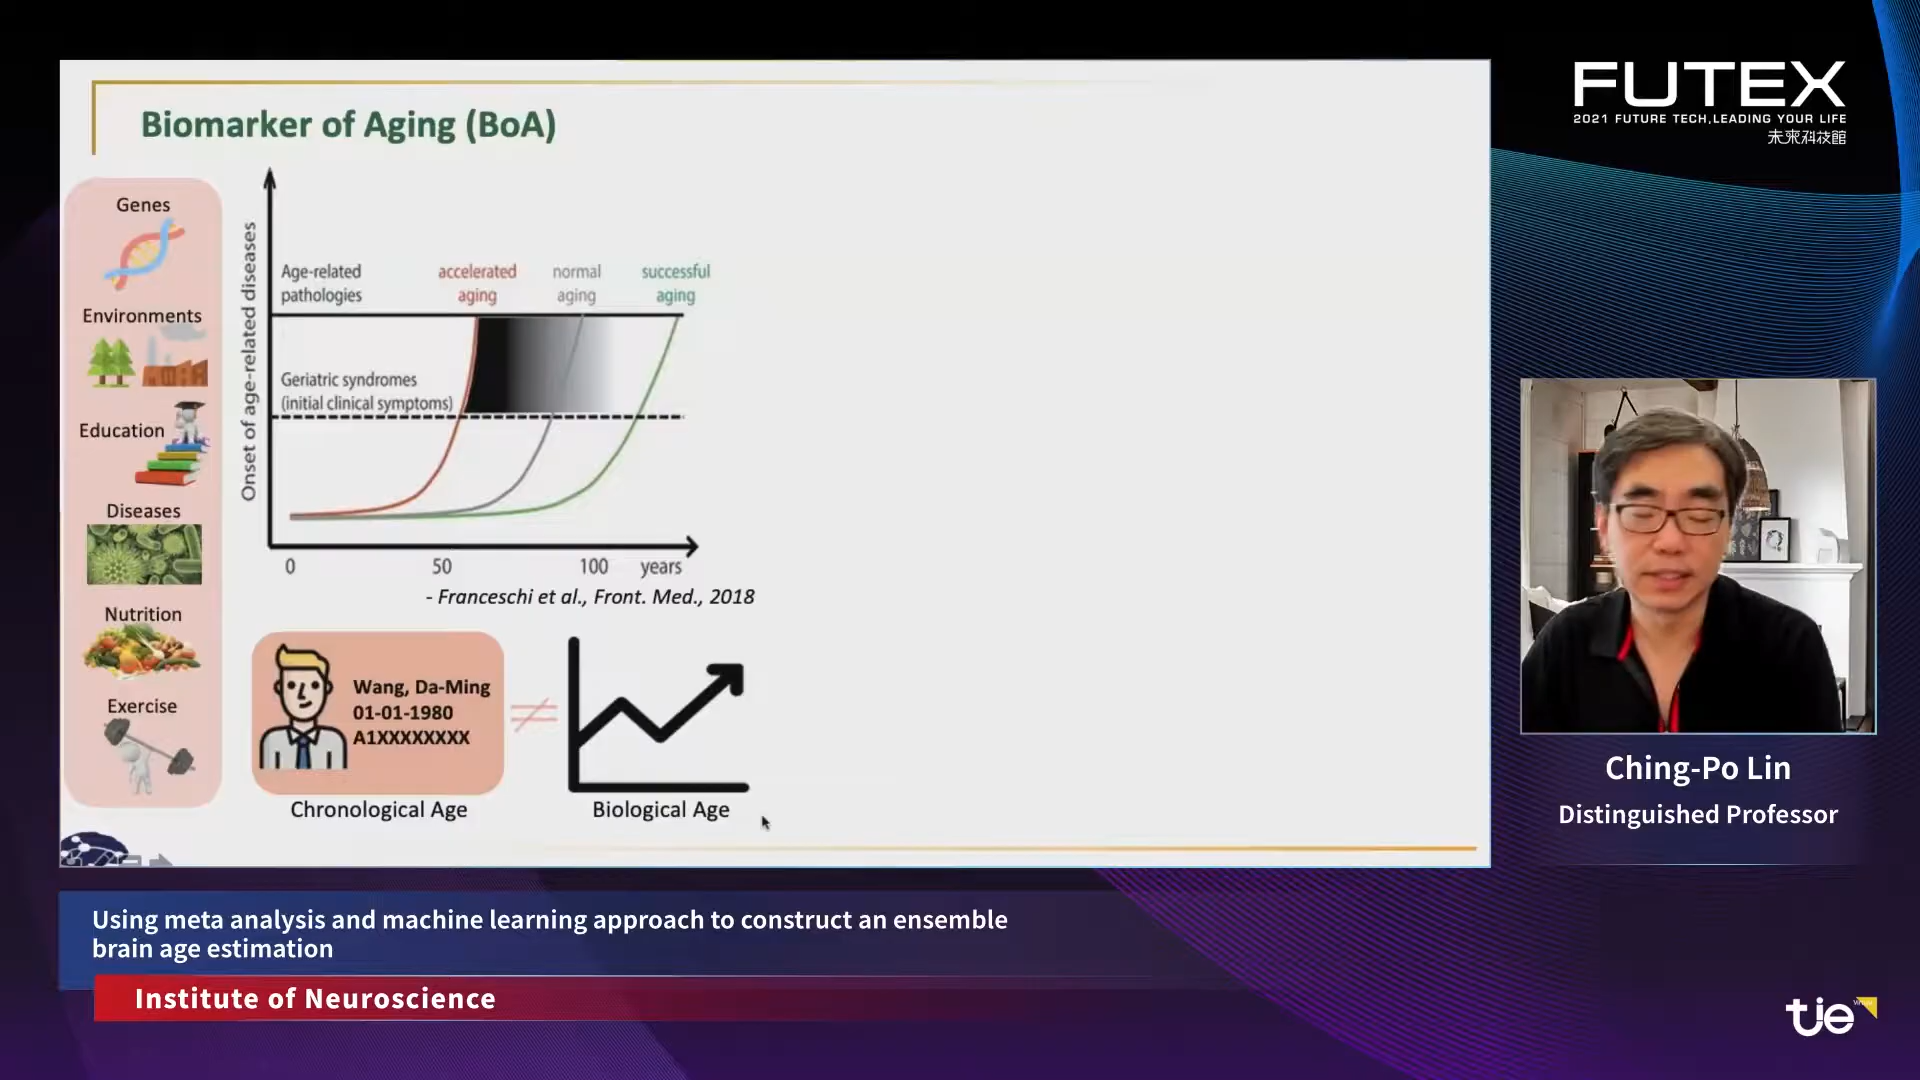 Biomarker of Aging (BoA)
Genes
Environments
Education
Diseases
Nutrition
Exercise
Onset of age-related diseases
Age-related
pathologies
accelerated
aging
normal
aging
successful
aging
Geriatric syndromes
(initial clinical symptoms)
0 50 100 years
- Franceschi et al., Front. Med., 2018
Wang, Da-Ming
01-01-1980
A1XXXXXXXX
Chronological Age
Biological Age
FUTEX
2021 FUTURE TECH,LEADING YOUR LIFE
未來科技館
Ching-Po Lin
Distinguished Professor
Using meta analysis and machine learning approach to construct an ensemble
brain age estimation
Institute of Neuroscience
tie